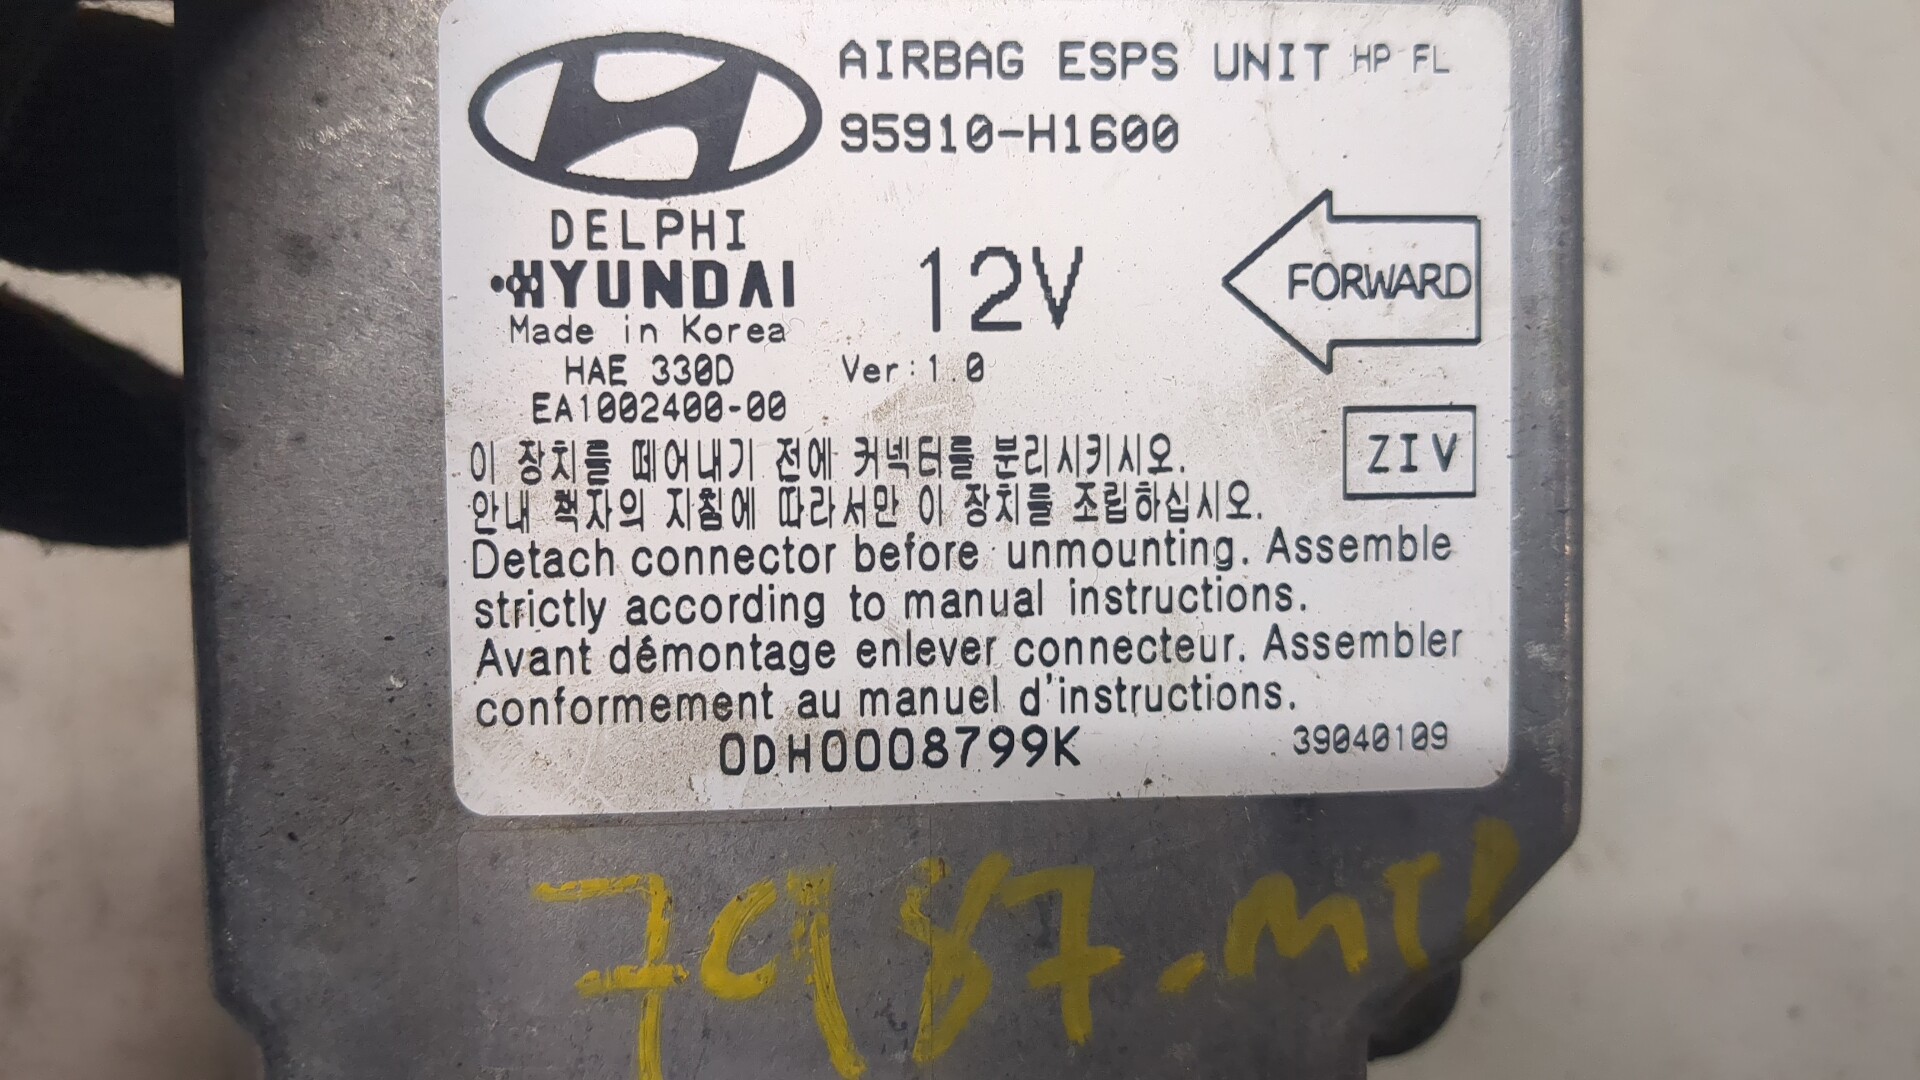 AIRBAG ESPS UNIT HP FL
95910-H1600
DELPHI
HYUNDAI
12V
FORWARD
Made in Korea
HAE 330D
Ver:1.0
EA1002400-00
ZIV
이 장치를 떼어내기 전에 커넥터를 분리시키시오.
안내 책자의 지침에 따라서만 이 장치를 조립하십시오.
Detach connector before unmounting. Assemble
strictly according to manual instructions.
Avant démontage enlever connecteur. Assembler
conformement au manuel d'instructions.
0DH0008799K
39040109